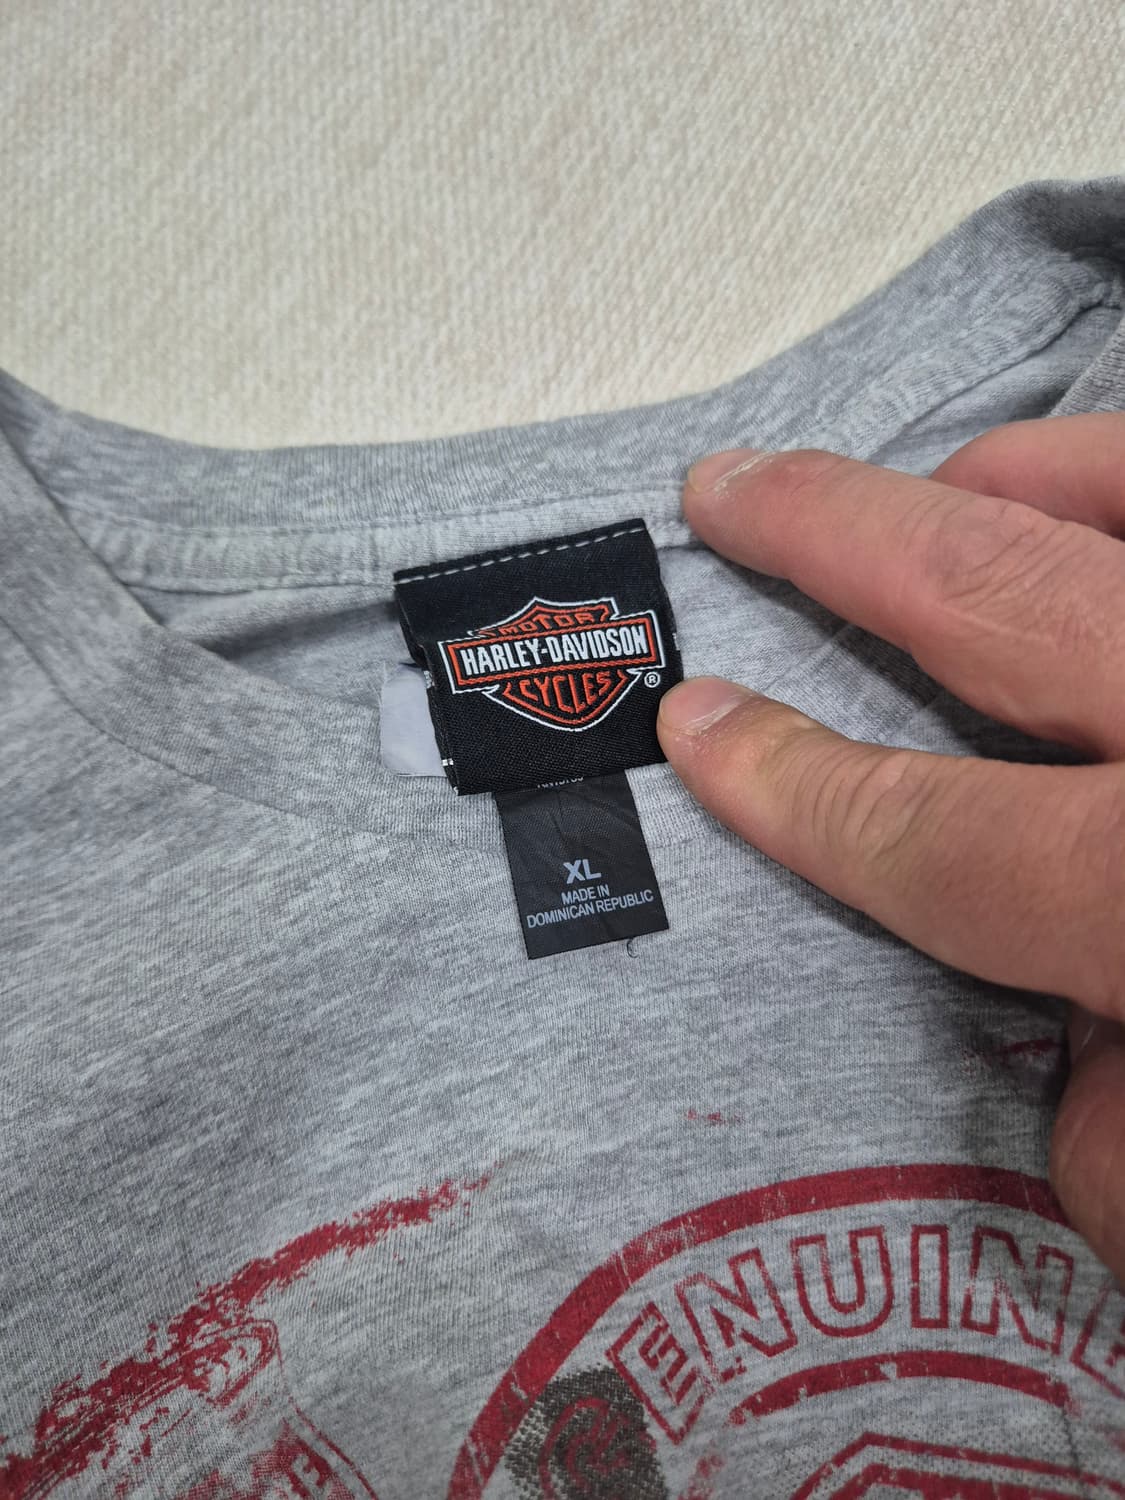 MOTOR
HARLEY-DAVIDSON
CYCLES
®
XL
MADE IN
DOMINICAN REPUBLIC
ENUIN